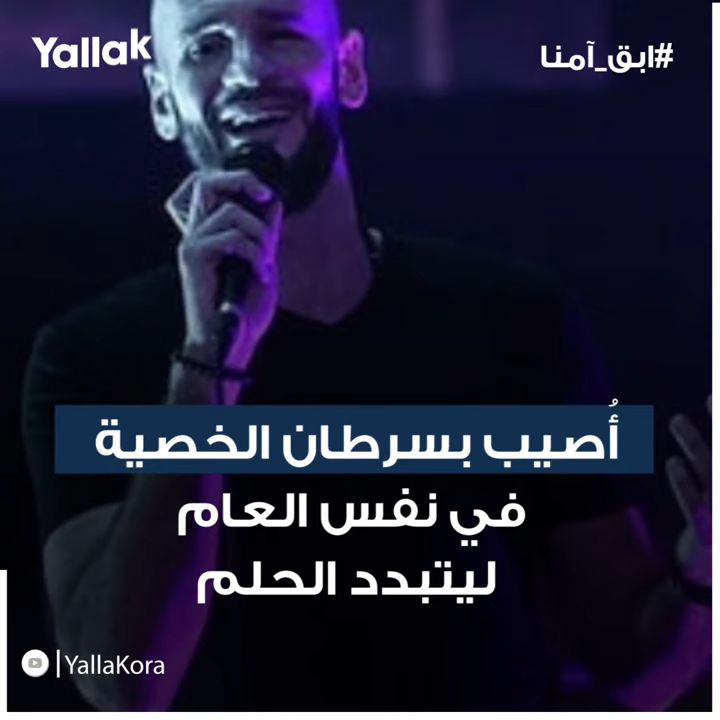 Yallak
#ابق_آمنا
أُصيب بسرطان الخصية
في نفس العام
ليتبدد الحلم
YallaKora